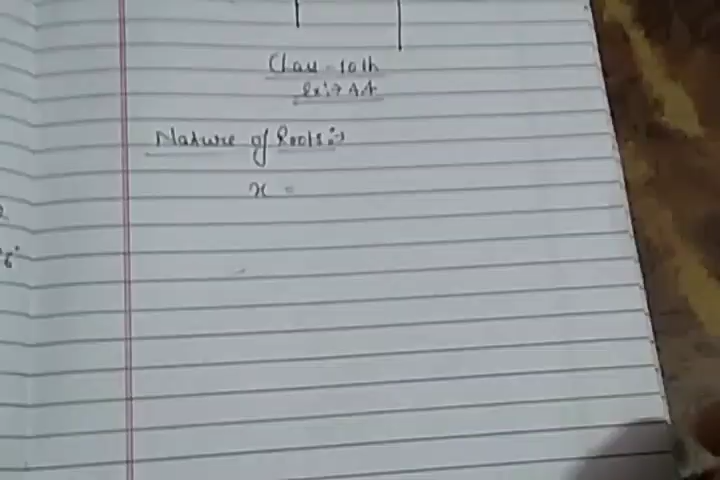 Class - 10th
Ex:→ 4.4
Nature of Roots:→
x =